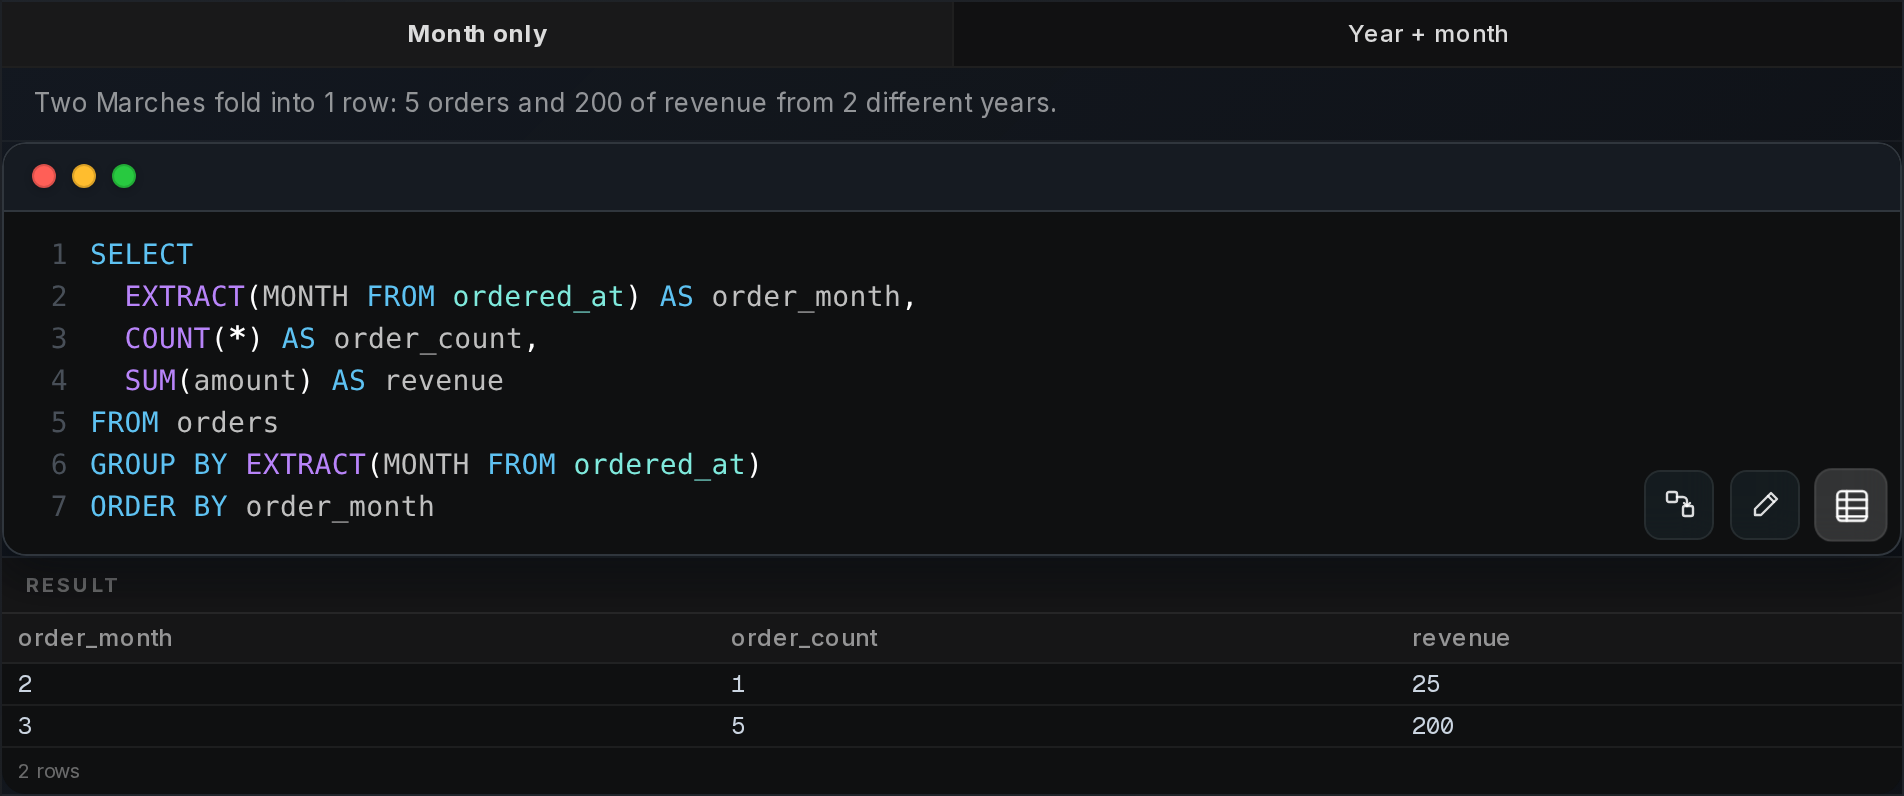 Month only
Year + month
Two Marches fold into 1 row: 5 orders and 200 of revenue from 2 different years.
1 SELECT
2   EXTRACT(MONTH FROM ordered_at) AS order_month,
3   COUNT(*) AS order_count,
4   SUM(amount) AS revenue
5 FROM orders
6 GROUP BY EXTRACT(MONTH FROM ordered_at)
7 ORDER BY order_month
RESULT
order_month order_count revenue
2 1 25
3 5 200
2 rows